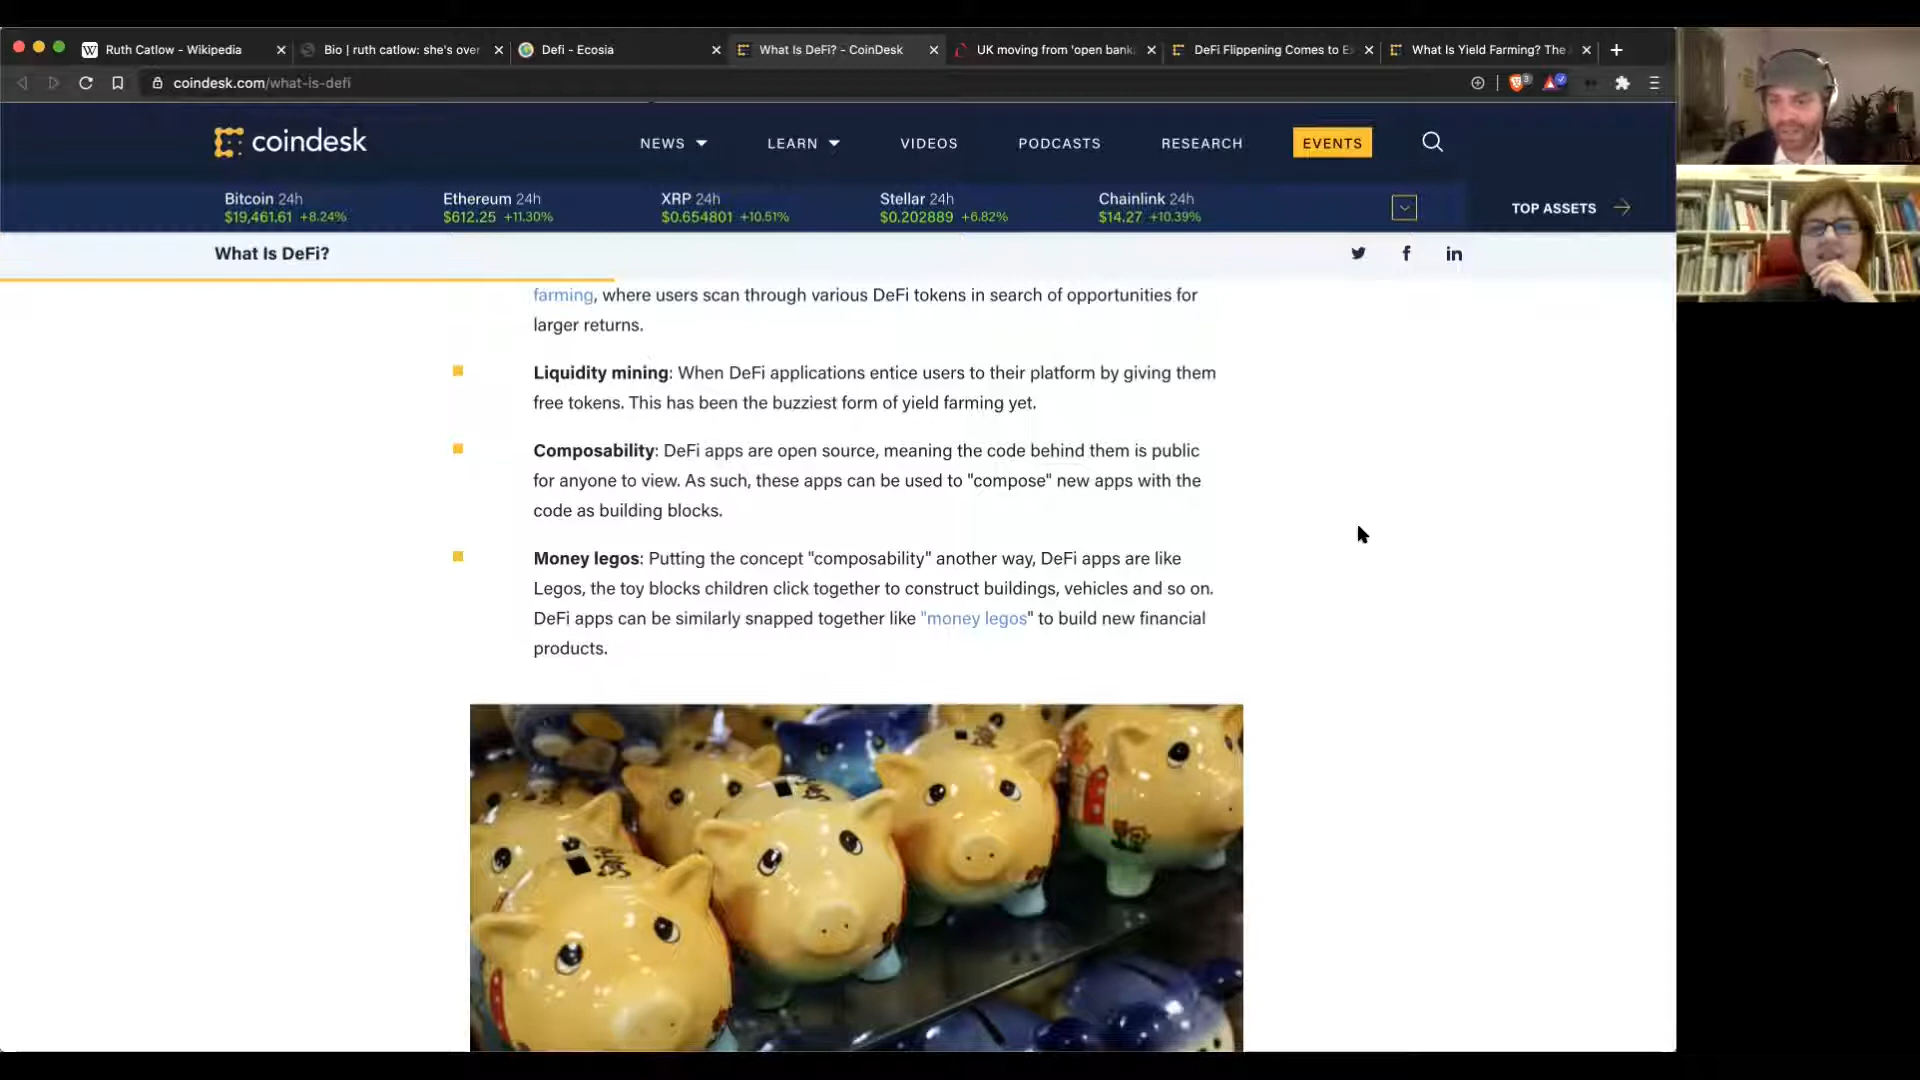 Ruth Catlow - Wikipedia
Bio | ruth catlow: she's over
Defi - Ecosia
What Is DeFi? - CoinDesk
UK moving from 'open bank
DeFi Flippening Comes to E
What Is Yield Farming? The
coindesk.com/what-is-defi
3
coindesk
NEWS
LEARN
VIDEOS
PODCASTS
RESEARCH
EVENTS
Bitcoin 24h
$19,461.61 +8.24%
Ethereum 24h
$612.25 +11.30%
XRP 24h
$0.654801 +10.51%
Stellar 24h
$0.202889 +6.82%
Chainlink 24h
$14.27 +10.39%
TOP ASSETS
What Is DeFi?
farming, where users scan through various DeFi tokens in search of opportunities for
larger returns.
Liquidity mining: When DeFi applications entice users to their platform by giving them
free tokens. This has been the buzziest form of yield farming yet.
Composability: DeFi apps are open source, meaning the code behind them is public
for anyone to view. As such, these apps can be used to "compose" new apps with the
code as building blocks.
Money legos: Putting the concept "composability" another way, DeFi apps are like
Legos, the toy blocks children click together to construct buildings, vehicles and so on.
DeFi apps can be similarly snapped together like "money legos" to build new financial
products.